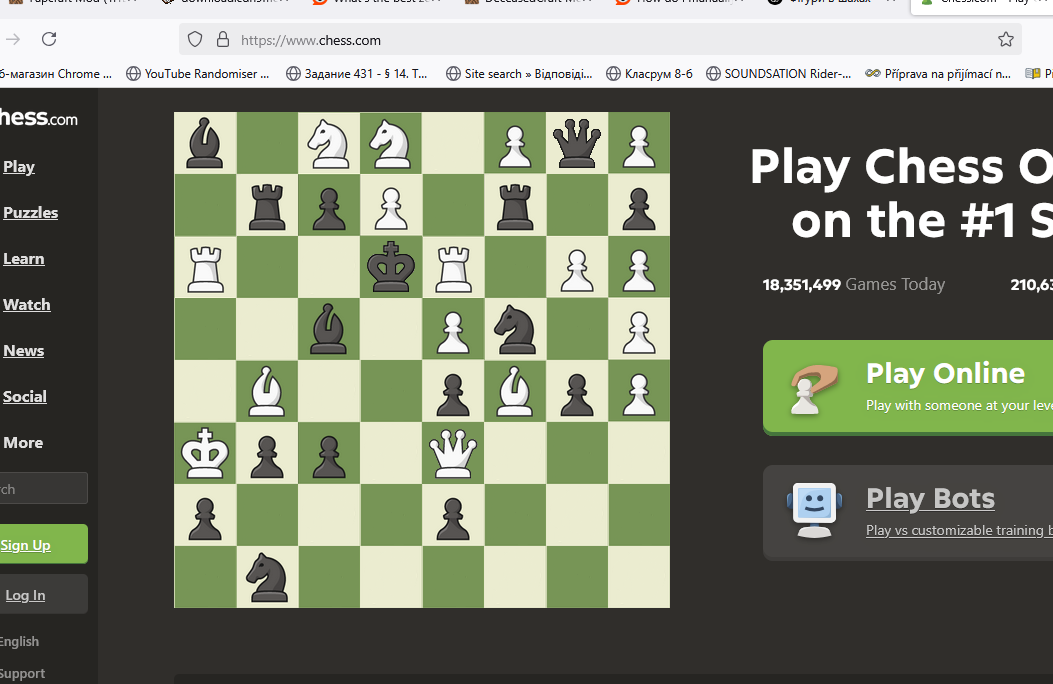 https://www.chess.com
б-магазин Chrome ... YouTube Randomiser ... Задание 431 - § 14. Т... Site search » Відповіді... Класрум 8-6 SOUNDSATION Rider-... Příprava na přijímací n...
hess.com
Play
Puzzles
Learn
Watch
News
Social
More
rch
Sign Up
Log In
English
Support
Play Chess O
on the #1 S
18,351,499 Games Today 210,63
Play Online
Play with someone at your leve
Play Bots
Play vs customizable training b